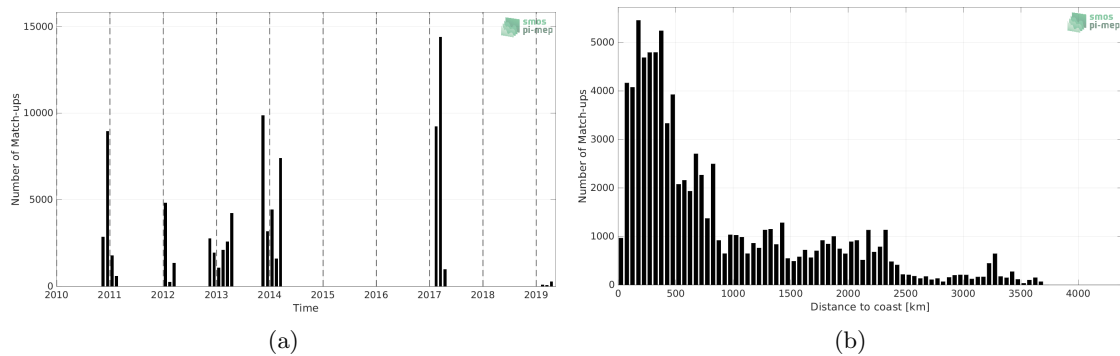 smos
pi-mep
Number of Match-ups
15000
10000
5000
0
2010 2011 2012 2013 2014 2015 2016 2017 2018 2019
Time
(a)
smos
pi-mep
Number of Match-ups
5000
4000
3000
2000
1000
0
0 500 1000 1500 2000 2500 3000 3500 4000
Distance to coast [km]
(b)